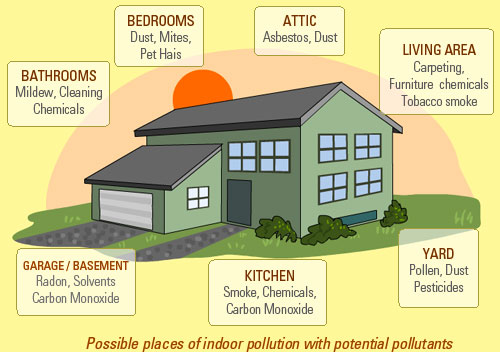 BEDROOMS
Dust, Mites,
Pet Hais
ATTIC
Asbestos, Dust
LIVING AREA
Carpeting,
Furniture chemicals
Tobacco smoke
BATHROOMS
Mildew, Cleaning
Chemicals
GARAGE / BASEMENT
Radon, Solvents
Carbon Monoxide
KITCHEN
Smoke, Chemicals,
Carbon Monoxide
YARD
Pollen, Dust
Pesticides
Possible places of indoor pollution with potential pollutants